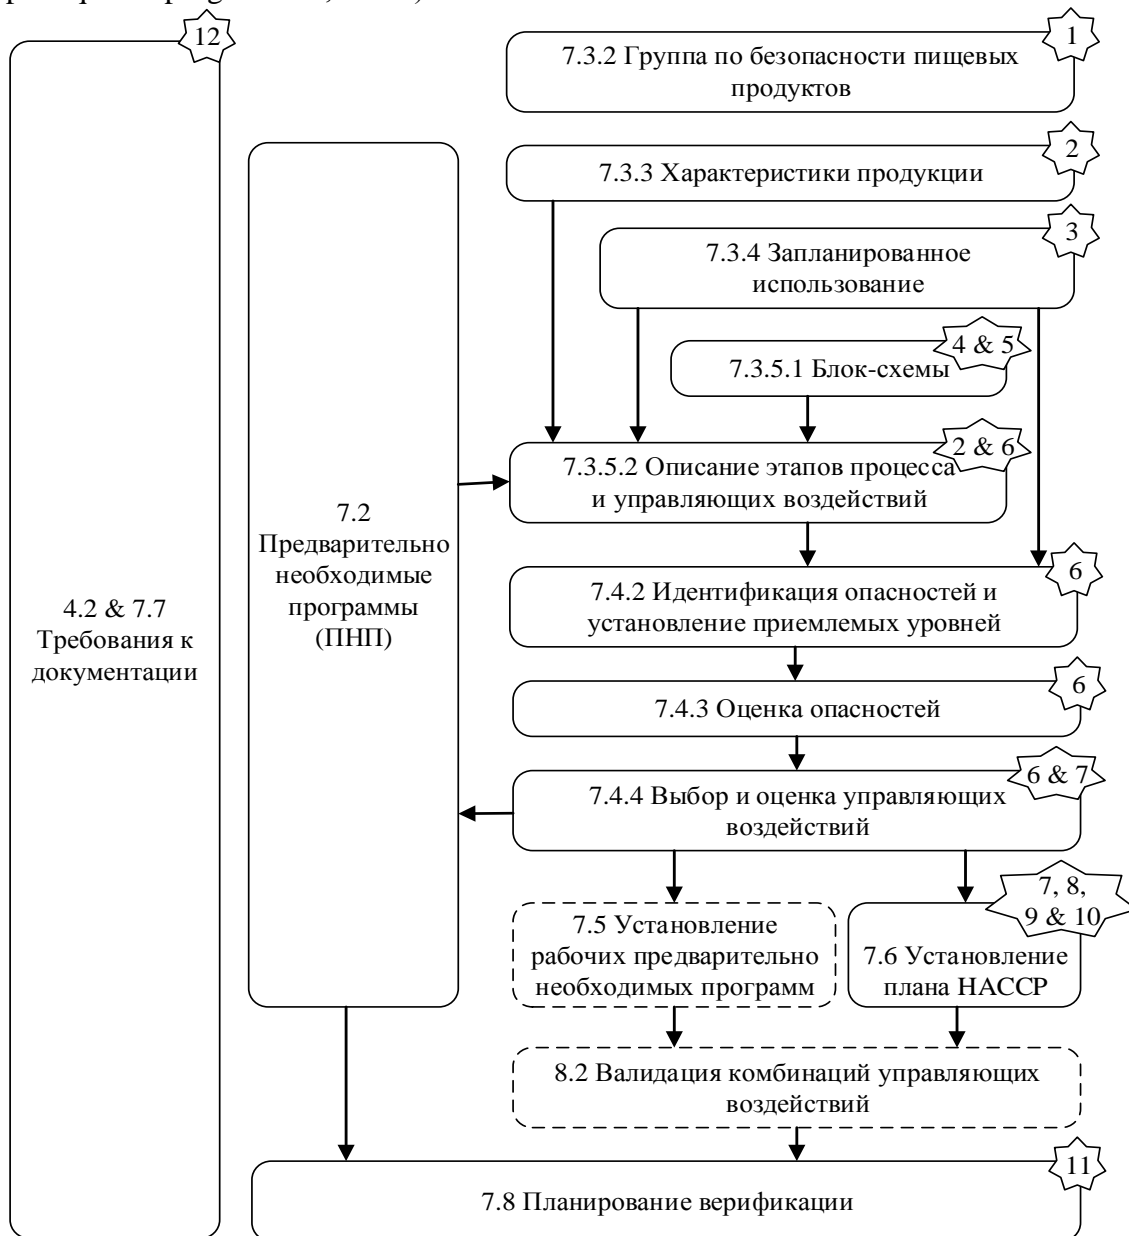 12
1
7.3.2 Группа по безопасности пищевых
продуктов
2
7.3.3 Характеристики продукции
3
7.3.4 Запланированное
использование
4 & 5
7.3.5.1 Блок-схемы
2 & 6
7.3.5.2 Описание этапов процесса
и управляющих воздействий
7.2
Предварительно
необходимые
программы
(ПНП)
4.2 & 7.7
Требования к
документации
6
7.4.2 Идентификация опасностей и
установление приемлемых уровней
6
7.4.3 Оценка опасностей
6 & 7
7.4.4 Выбор и оценка управляющих
воздействий
7, 8,
9 & 10
7.5 Установление
рабочих предварительно
необходимых программ
7.6 Установление
плана НАССР
8.2 Валидация комбинаций управляющих
воздействий
11
7.8 Планирование верификации